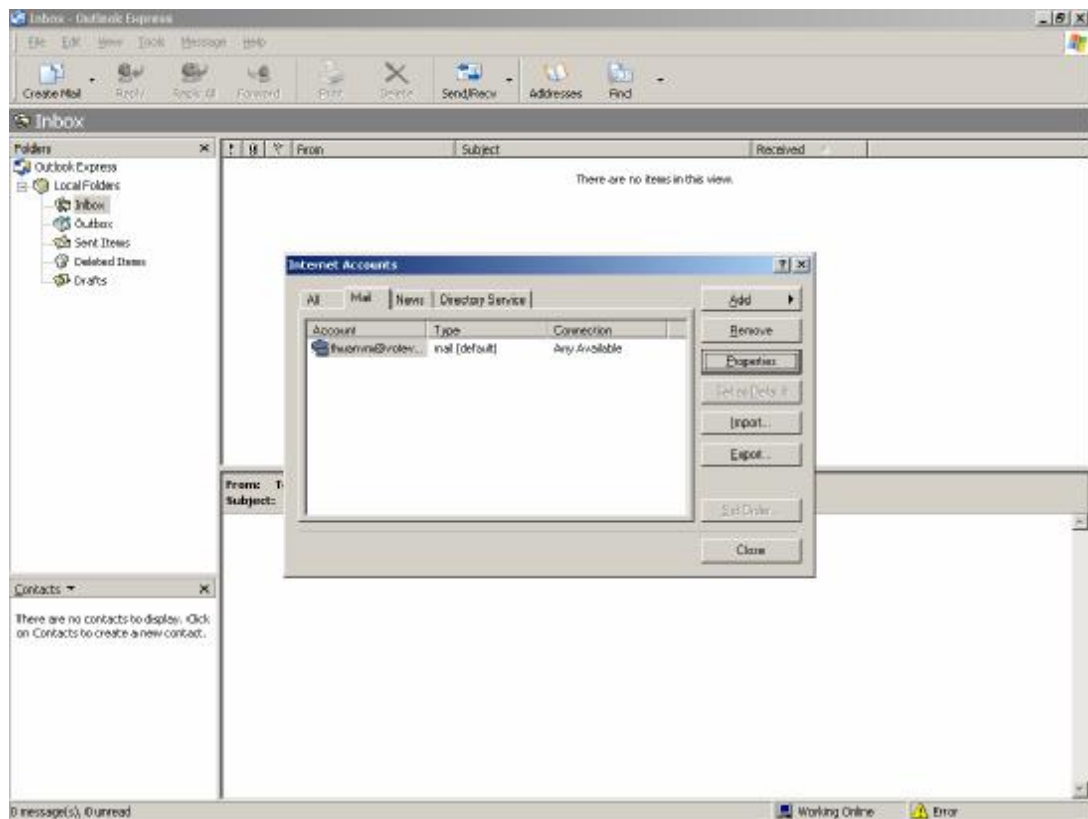 Inbox - Outlook Express
File Edit View Tools Message Help
Create Mail Reply Reply All Forward Print Delete Send/Recv Addresses Find
Inbox
Folders
! From Subject Received
Outlook Express
Local Folders
Inbox
Outbox
Sent Items
Deleted Items
Drafts
There are no items in this view.
Internet Accounts
All Mail News Directory Service
Account Type Connection
mail (default) Any Available
Add
Remove
Properties
Set as Default
Import...
Export...
Set Order...
Close
From:
Subject:
Contacts
There are no contacts to display. Click
on Contacts to create a new contact.
0 message(s), 0 unread
Working Online
Error